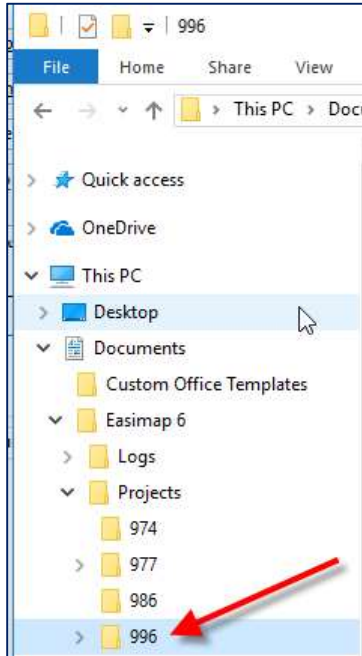 996
File Home Share View
This PC > Doc
Quick access
OneDrive
This PC
Desktop
Documents
Custom Office Templates
Easimap 6
Logs
Projects
974
977
986
996